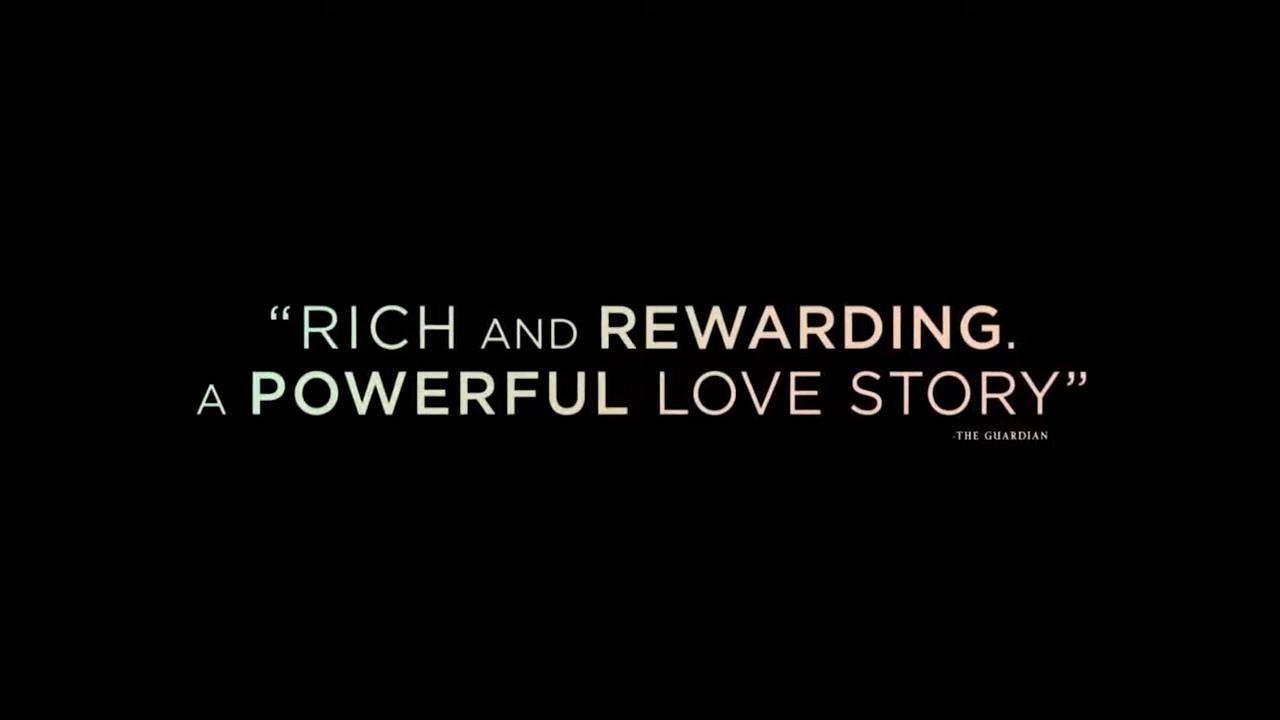 “RICH AND REWARDING.
A POWERFUL LOVE STORY”
-THE GUARDIAN